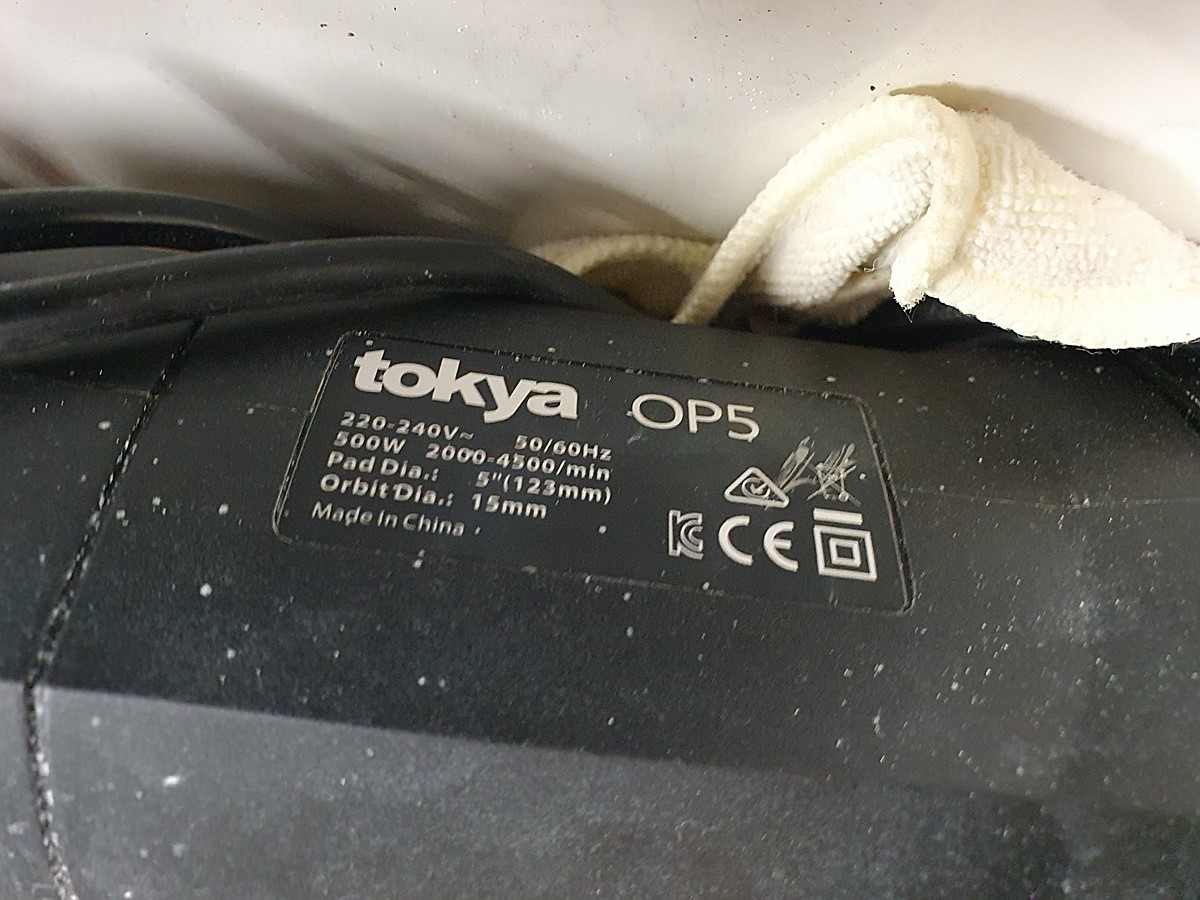 tokya OP5
220-240V~ 50/60Hz
500W 2000-4500/min
Pad Dia.: 5"(123mm)
Orbit Dia.: 15mm
Made in China
CE